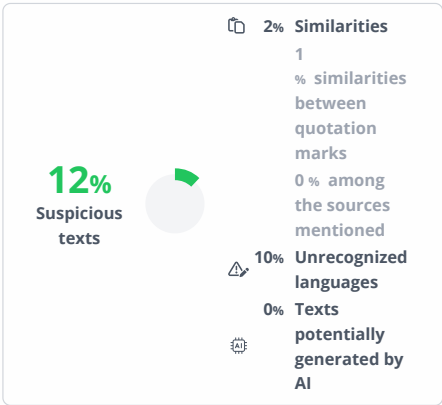 12%
Suspicious
texts
2% Similarities
1
% similarities
between
quotation
marks
0 % among
the sources
mentioned
10% Unrecognized
languages
0% Texts
potentially
generated by
AI
AI